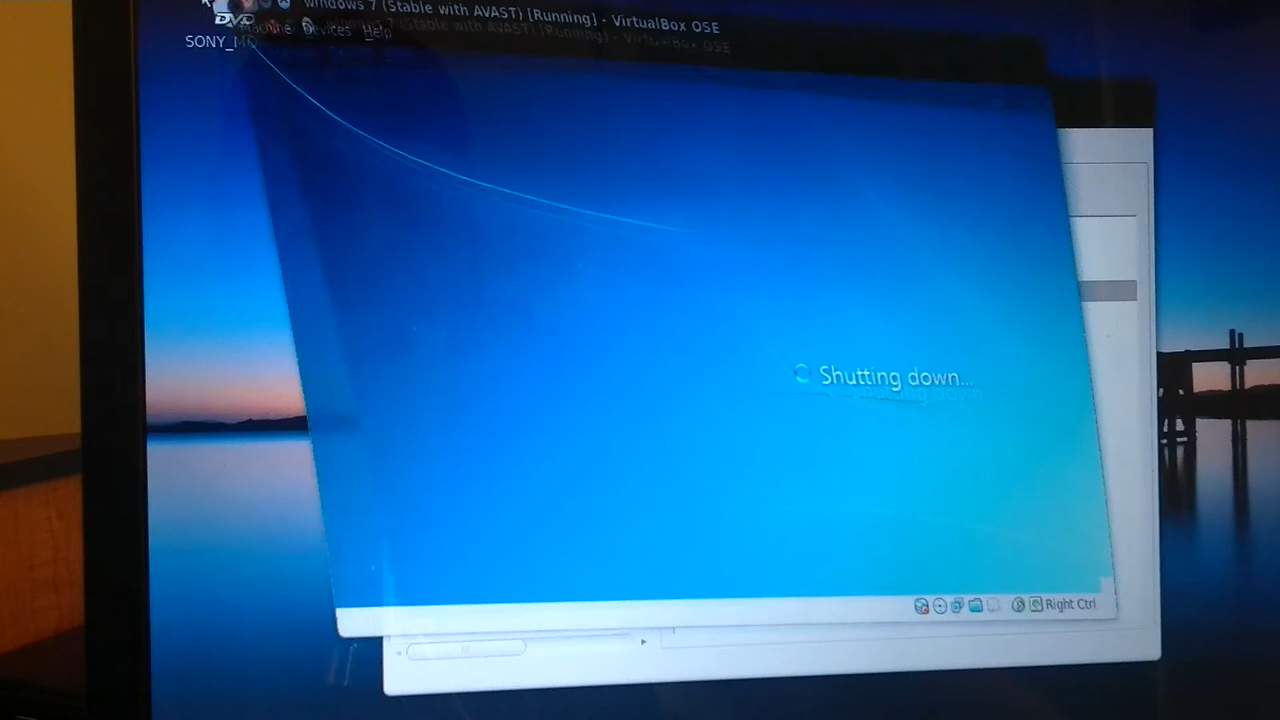 windows 7 (Stable with AVAST) [Running] - VirtualBox OSE
DVD
Machine Devices Help
SONY_M
Shutting down...
Right Ctrl